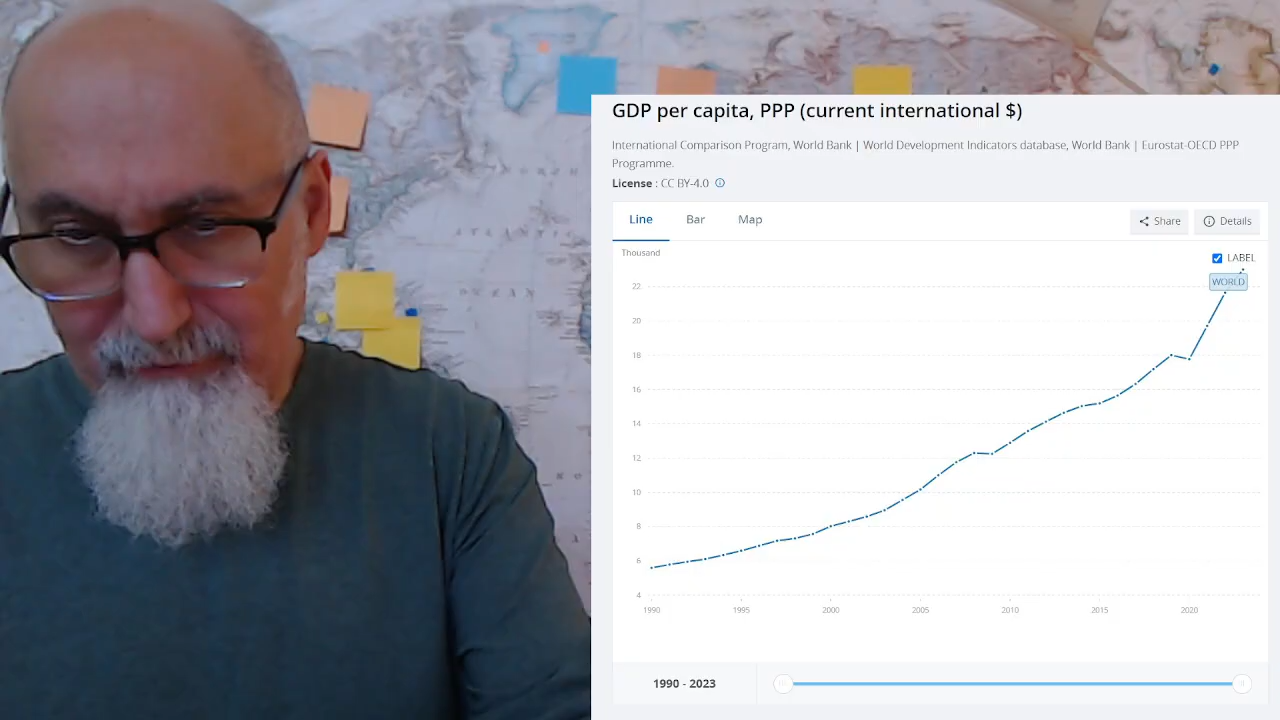 GDP per capita, PPP (current international $)
International Comparison Program, World Bank | World Development Indicators database, World Bank | Eurostat-OECD PPP
Programme.
License : CC BY-4.0
Line Bar Map
Share Details
Thousand
LABEL
WORLD
22
20
18
16
14
12
10
8
6
4
1990 1995 2000 2005 2010 2015 2020
1990 - 2023